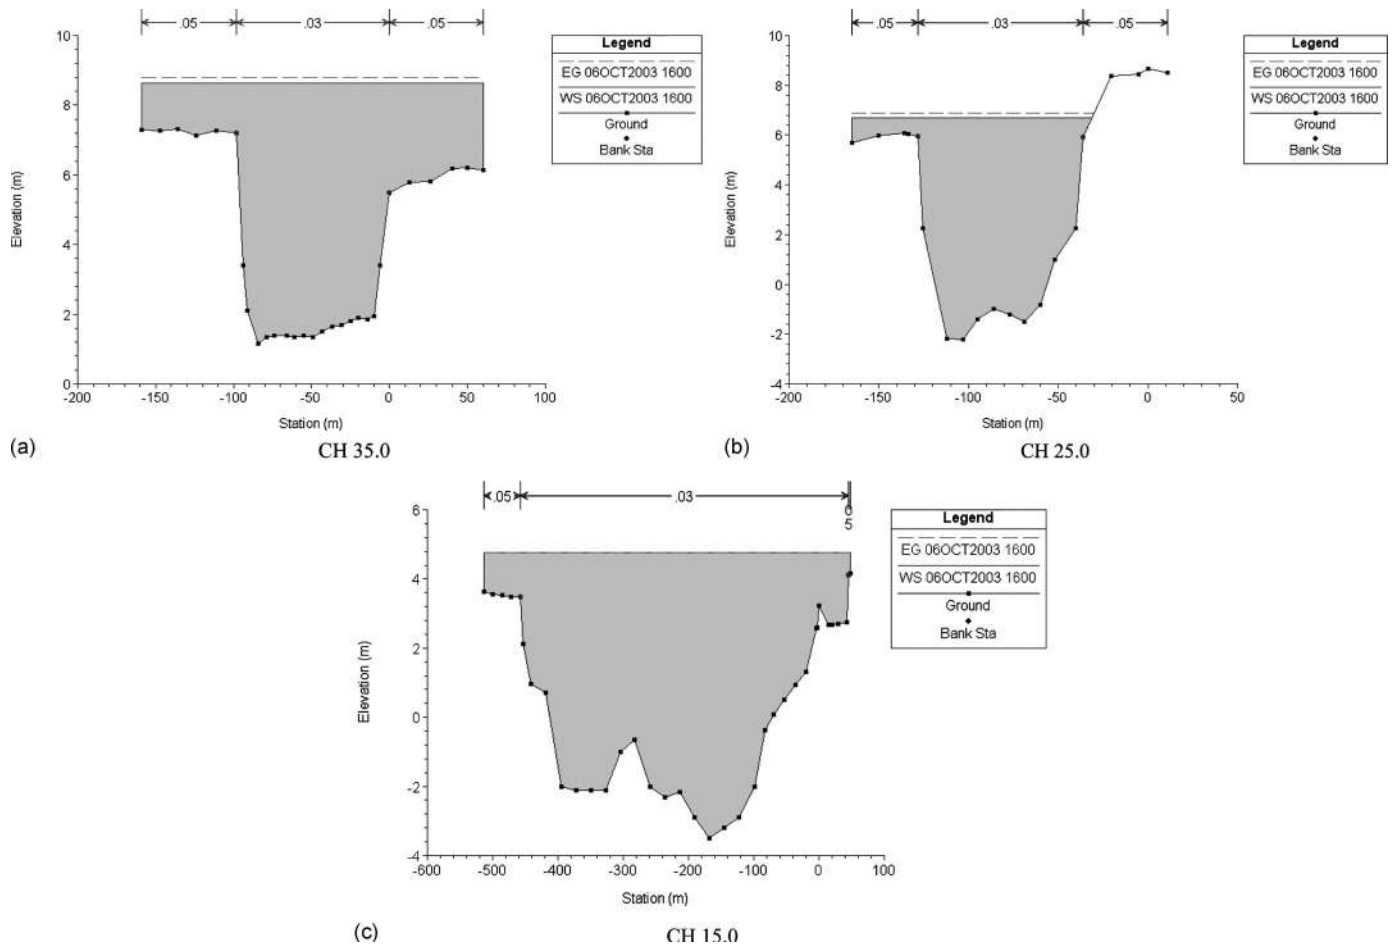 .05 .03 .05
10
8
6
4
2
0
-200 -150 -100 -50 0 50 100
Elevation (m)
Station (m)
Legend
EG 06OCT2003 1600
WS 06OCT2003 1600
Ground
Bank Sta
(a)
CH 35.0
.05 .03 .05
10
8
6
4
2
0
-2
-4
-200 -150 -100 -50 0 50
Elevation (m)
Station (m)
Legend
EG 06OCT2003 1600
WS 06OCT2003 1600
Ground
Bank Sta
(b)
CH 25.0
.05 .03
0
5
6
4
2
0
-2
-4
-600 -500 -400 -300 -200 -100 0 100
Elevation (m)
Station (m)
Legend
EG 06OCT2003 1600
WS 06OCT2003 1600
Ground
Bank Sta
(c)
CH 15.0